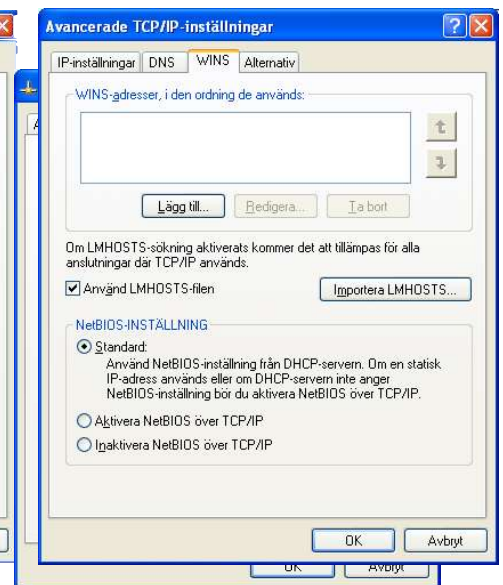 Avancerade TCP/IP-inställningar
IP-inställningar DNS WINS Alternativ
WINS-adresser, i den ordning de används:
Lägg till... Redigera... Ta bort
Om LMHOSTS-sökning aktiverats kommer det att tillämpas för alla
anslutningar där TCP/IP används.
Använd LMHOSTS-filen Importera LMHOSTS...
NetBIOS-INSTÄLLNING
Standard:
Använd NetBIOS-inställning från DHCP-servern. Om en statisk
IP-adress används eller om DHCP-servern inte anger
NetBIOS-inställning bör du aktivera NetBIOS över TCP/IP.
Aktivera NetBIOS över TCP/IP
Inaktivera NetBIOS över TCP/IP
OK Avbryt
OK Avbryt